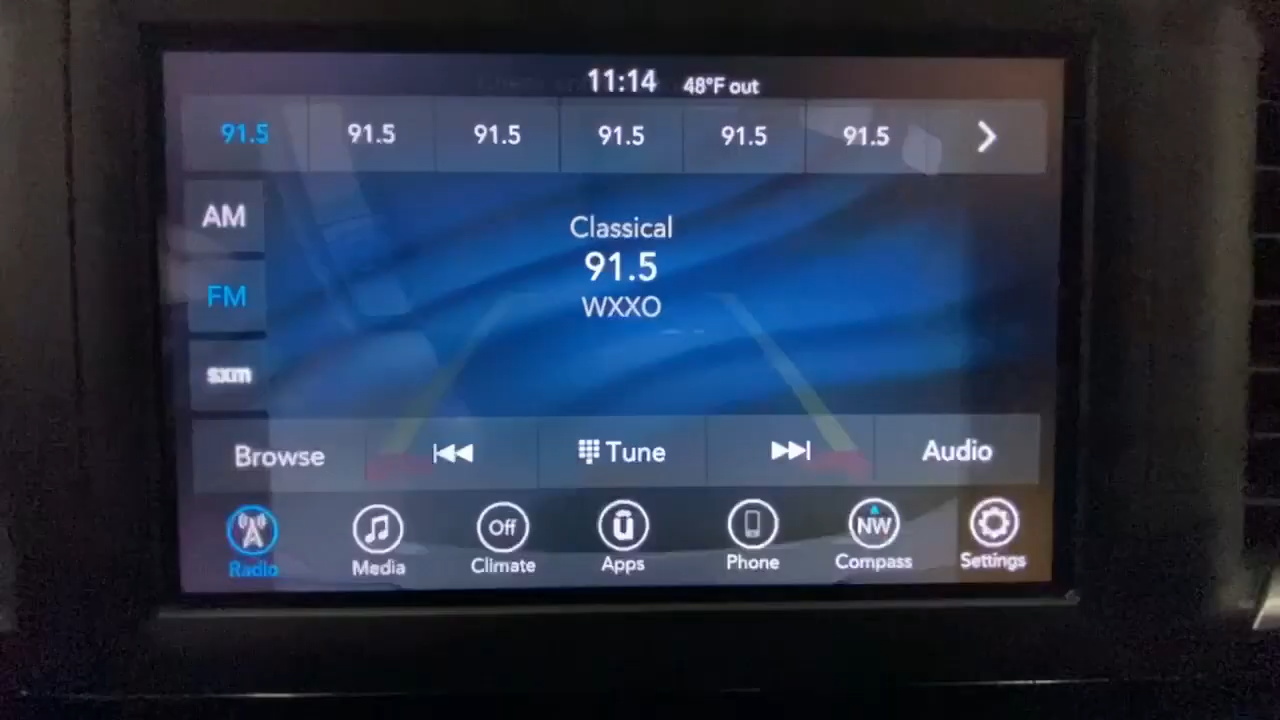 11:14 48°F out
91.5 91.5 91.5 91.5 91.5 91.5
AM
Classical
91.5
FM
WXXO
sxm
Browse Tune Audio
Off NW
Radio Media Climate Apps Phone Compass Settings